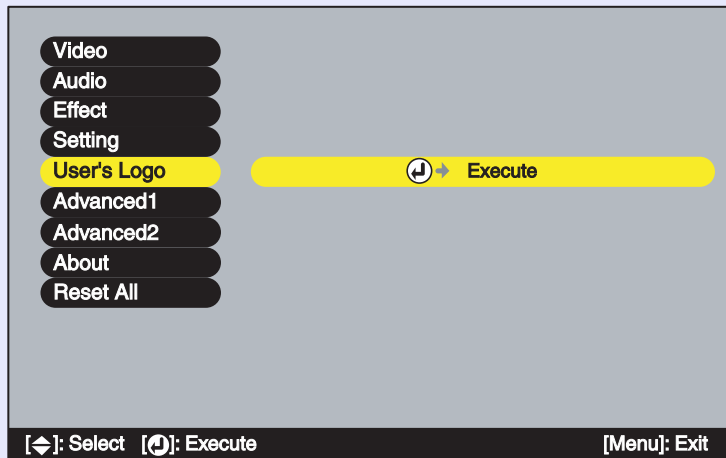 Video
Audio
Effect
Setting
User's Logo
Execute
Advanced1
Advanced2
About
Reset All
[◆]: Select [↵]: Execute [Menu]: Exit